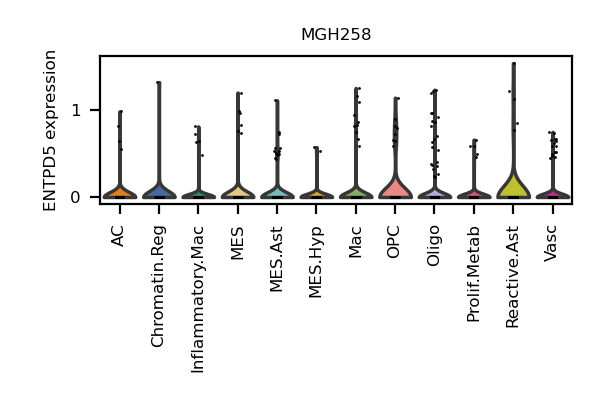 MGH258
ENTPD5 expression
1
0
AC
Chromatin.Reg
Inflammatory.Mac
MES
MES.Ast
MES.Hyp
Mac
OPC
Oligo
Prolif.Metab
Reactive.Ast
Vasc